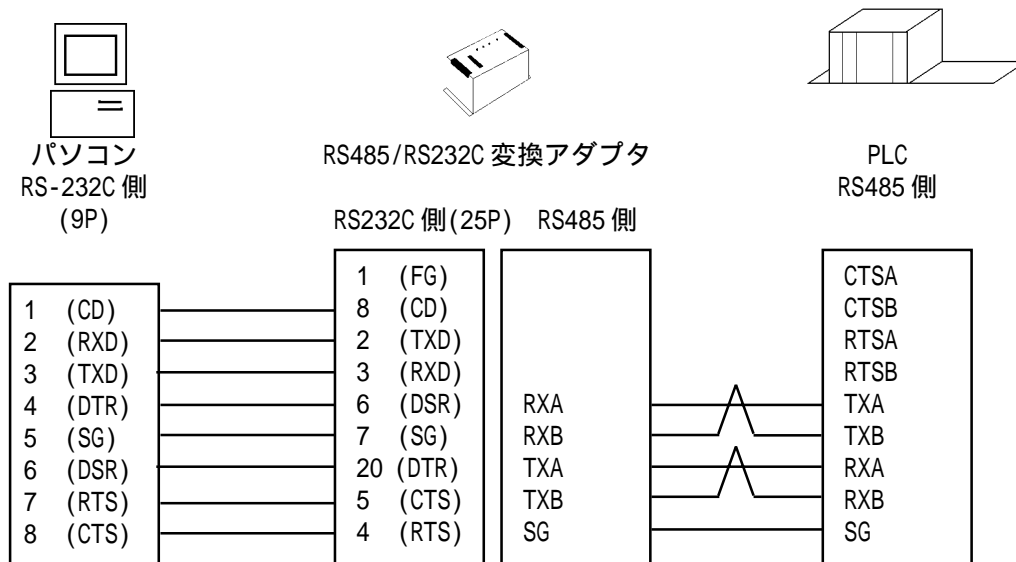 パソコン
RS-232C 側
(9P)
RS485/RS232C 変換アダプタ
PLC
RS485 側
RS232C 側(25P)
RS485 側
1 (CD)
2 (RXD)
3 (TXD)
4 (DTR)
5 (SG)
6 (DSR)
7 (RTS)
8 (CTS)
1 (FG)
8 (CD)
2 (TXD)
3 (RXD)
6 (DSR)
7 (SG)
20 (DTR)
5 (CTS)
4 (RTS)
RXA
RXB
TXA
TXB
SG
CTSA
CTSB
RTSA
RTSB
TXA
TXB
RXA
RXB
SG